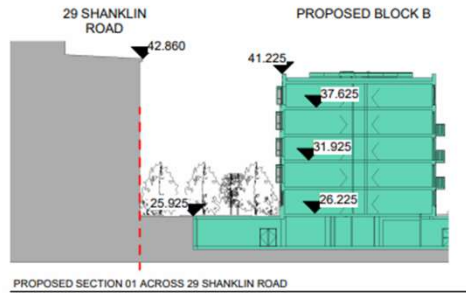 29 SHANKLIN
ROAD
PROPOSED BLOCK B
42.860
41.225
37.625
31.925
25.925
26.225
PROPOSED SECTION 01 ACROSS 29 SHANKLIN ROAD